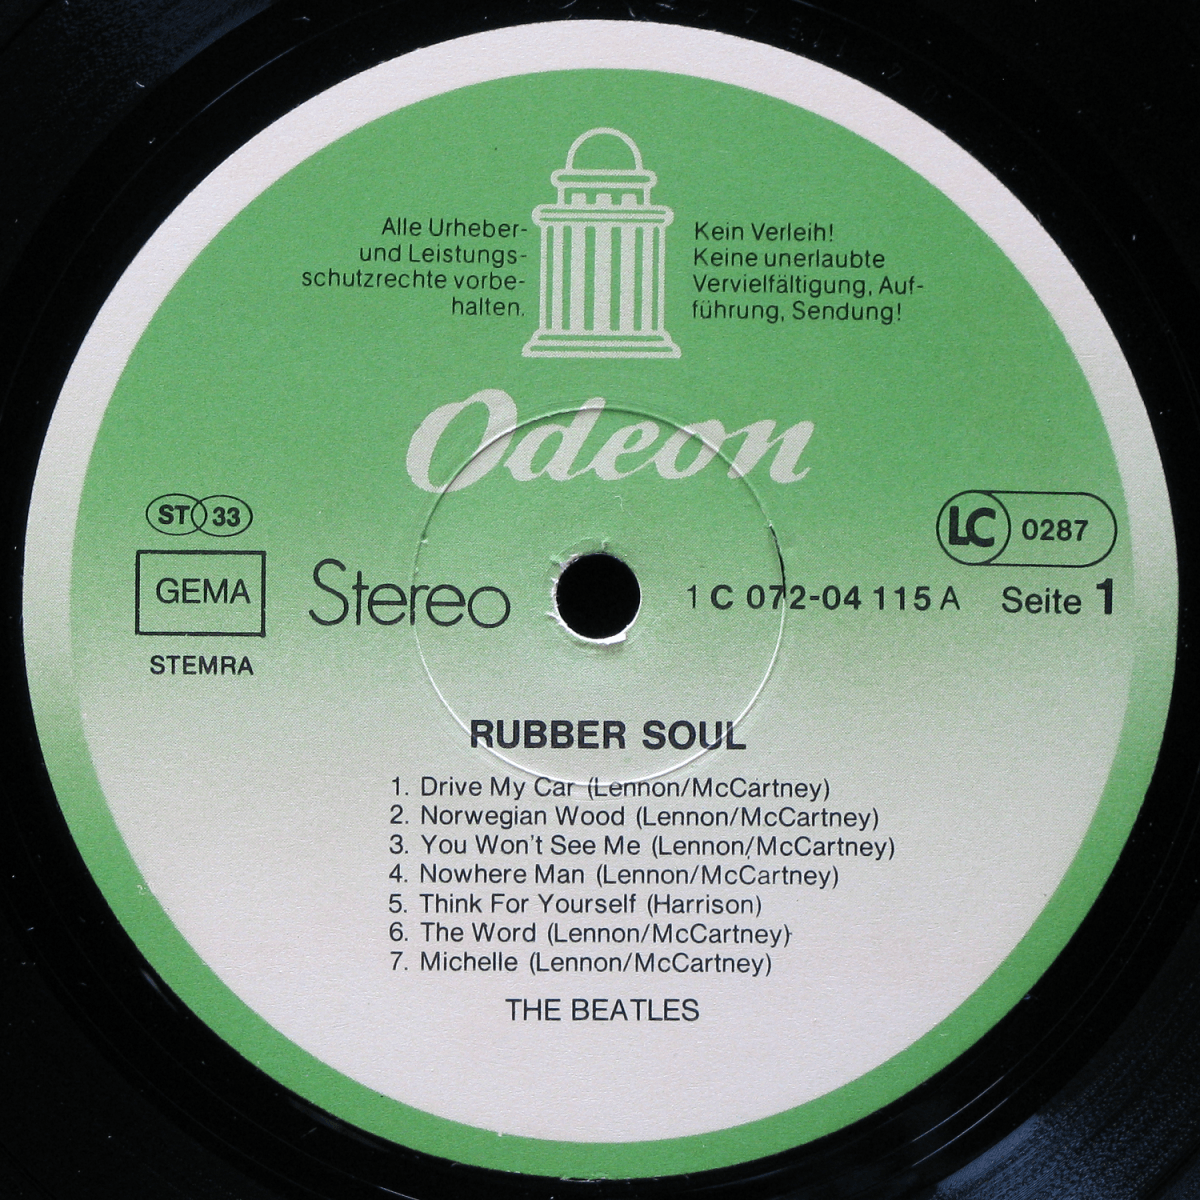 Alle Urheber-
und Leistungs-
schutzrechte vorbe-
halten.
Kein Verleih!
Keine unerlaubte
Vervielfältigung, Auf-
führung, Sendung!
Odeon
ST 33
LC 0287
GEMA
Stereo
1 C 072-04 115 A
Seite 1
STEMRA
RUBBER SOUL
1. Drive My Car (Lennon/McCartney)
2. Norwegian Wood (Lennon/McCartney)
3. You Won't See Me (Lennon/McCartney)
4. Nowhere Man (Lennon/McCartney)
5. Think For Yourself (Harrison)
6. The Word (Lennon/McCartney)
7. Michelle (Lennon/McCartney)
THE BEATLES